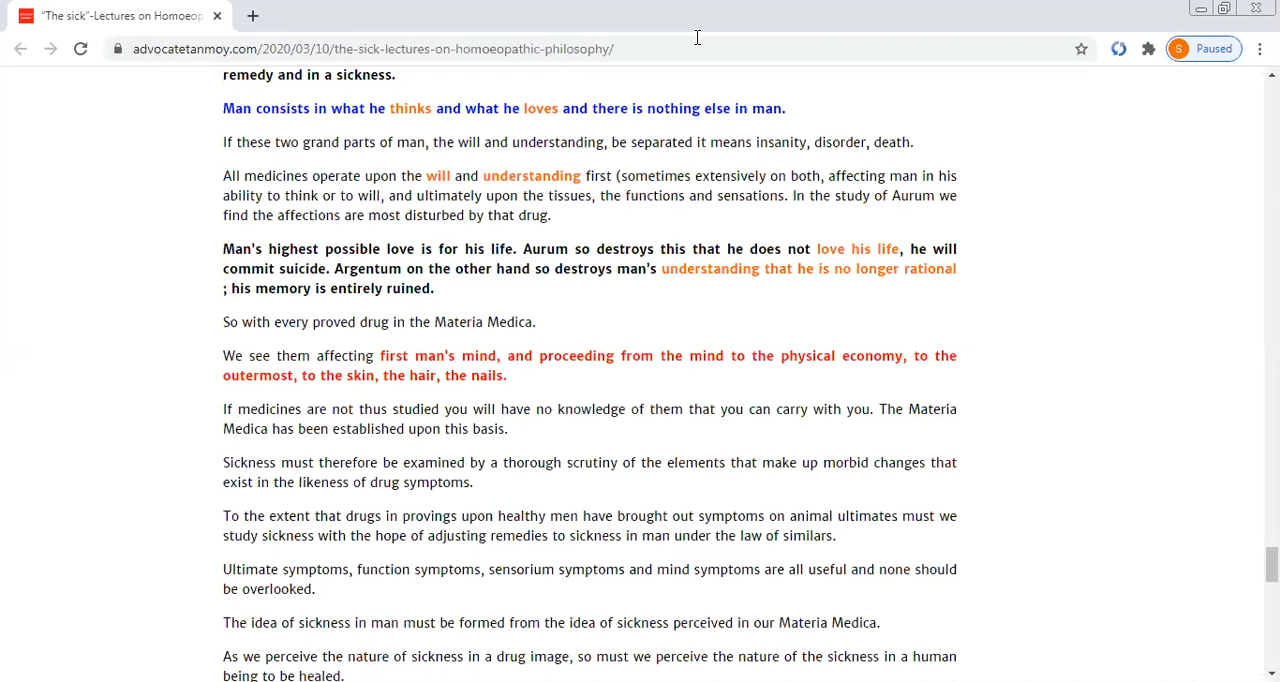 "The sick"-Lectures on Homoeop
advocatetanmoy.com/2020/03/10/the-sick-lectures-on-homoeopathic-philosophy/
S Paused
remedy and in a sickness.
Man consists in what he thinks and what he loves and there is nothing else in man.
If these two grand parts of man, the will and understanding, be separated it means insanity, disorder, death.
All medicines operate upon the will and understanding first (sometimes extensively on both, affecting man in his
ability to think or to will, and ultimately upon the tissues, the functions and sensations. In the study of Aurum we
find the affections are most disturbed by that drug.
Man's highest possible love is for his life. Aurum so destroys this that he does not love his life, he will
commit suicide. Argentum on the other hand so destroys man's understanding that he is no longer rational
; his memory is entirely ruined.
So with every proved drug in the Materia Medica.
We see them affecting first man's mind, and proceeding from the mind to the physical economy, to the
outermost, to the skin, the hair, the nails.
If medicines are not thus studied you will have no knowledge of them that you can carry with you. The Materia
Medica has been established upon this basis.
Sickness must therefore be examined by a thorough scrutiny of the elements that make up morbid changes that
exist in the likeness of drug symptoms.
To the extent that drugs in provings upon healthy men have brought out symptoms on animal ultimates must we
study sickness with the hope of adjusting remedies to sickness in man under the law of similars.
Ultimate symptoms, function symptoms, sensorium symptoms and mind symptoms are all useful and none should
be overlooked.
The idea of sickness in man must be formed from the idea of sickness perceived in our Materia Medica.
As we perceive the nature of sickness in a drug image, so must we perceive the nature of the sickness in a human
being to be healed.